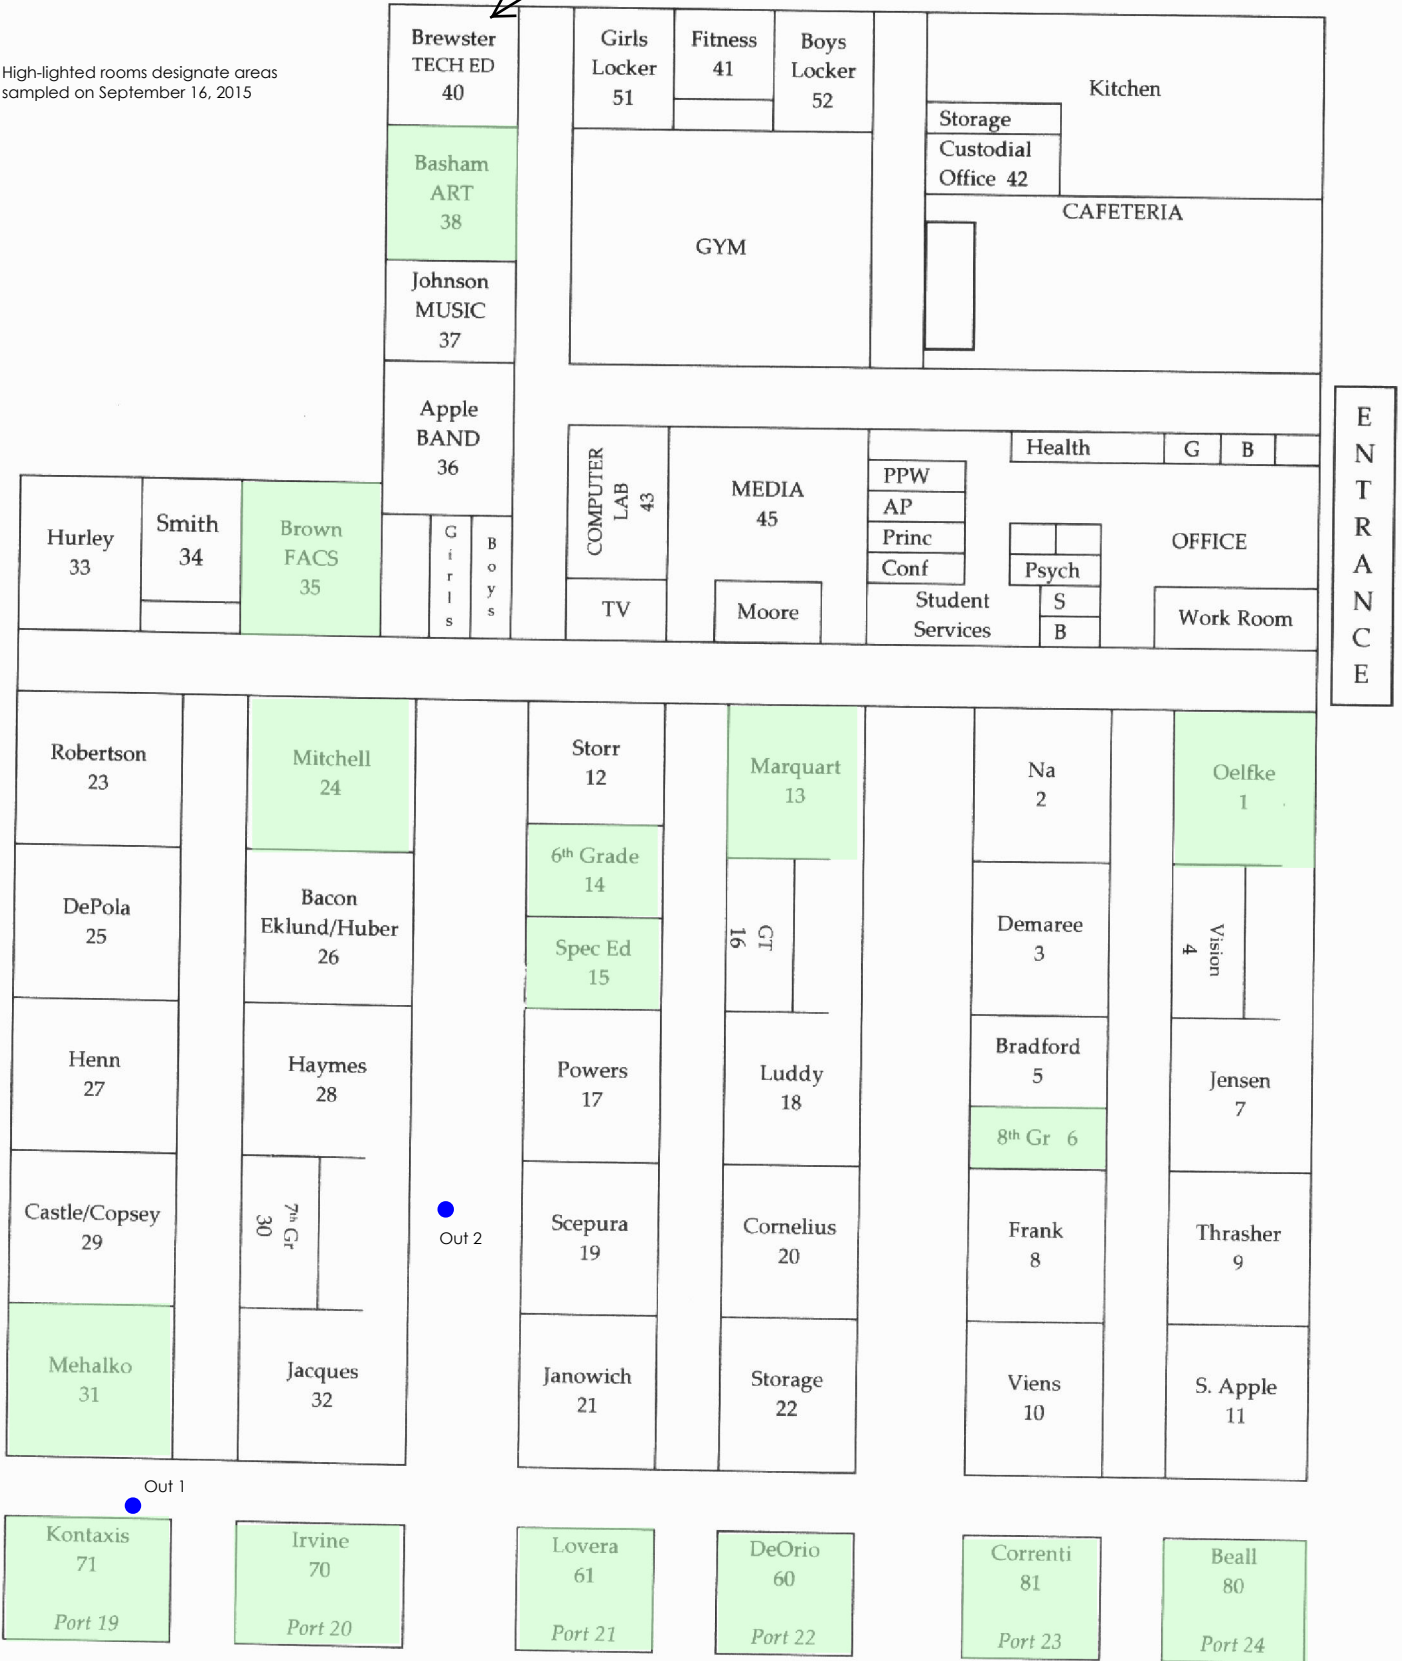 High-lighted rooms designate areas
sampled on September 16, 2015
Brewster
TECH ED
40
Girls
Locker
51
Fitness
41
Boys
Locker
52
Kitchen
Storage
Custodial
Office 42
CAFETERIA
Basham
ART
38
GYM
Johnson
MUSIC
37
Apple
BAND
36
Hurley
33
Smith
34
Brown
FACS
35
Girls
Boys
COMPUTER
LAB
43
TV
MEDIA
45
Moore
PPW
AP
Princ
Conf
Student
Services
Health
G
B
Psych
S
B
OFFICE
Work Room
ENTRANCE
Robertson
23
Mitchell
24
Storr
12
Marquart
13
Na
2
Oelfke
1
6th Grade
14
DePola
25
Bacon
Eklund/Huber
26
Spec Ed
15
GT
16
Demaree
3
Vision
4
Henn
27
Haymes
28
Powers
17
Luddy
18
Bradford
5
8th Gr 6
Jensen
7
Castle/Copsey
29
7th Gr
30
Out 2
Scepura
19
Cornelius
20
Frank
8
Thrasher
9
Mehalko
31
Jacques
32
Janowich
21
Storage
22
Viens
10
S. Apple
11
Out 1
Kontaxis
71
Port 19
Irvine
70
Port 20
Lovera
61
Port 21
DeOrio
60
Port 22
Correnti
81
Port 23
Beall
80
Port 24